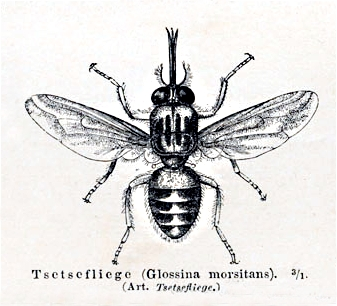 Tsetsefliege (Glossina morsitans). ³/₁.
(Art. Tsetsefliege.)